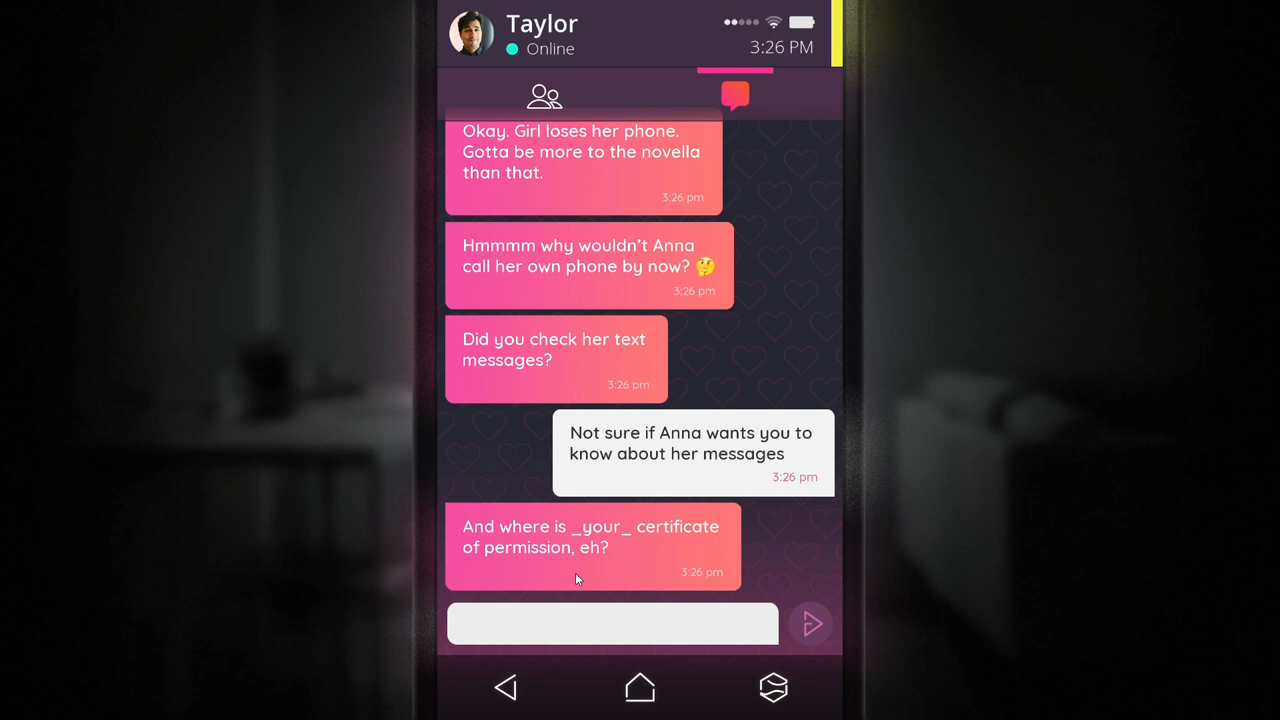 Taylor
Online
3:26 PM
Okay. Girl loses her phone.
Gotta be more to the novella
than that.
3:26 pm
Hmmmm why wouldn't Anna
call her own phone by now? 🤔
3:26 pm
Did you check her text
messages?
3:26 pm
Not sure if Anna wants you to
know about her messages
3:26 pm
And where is _your_ certificate
of permission, eh?
3:26 pm